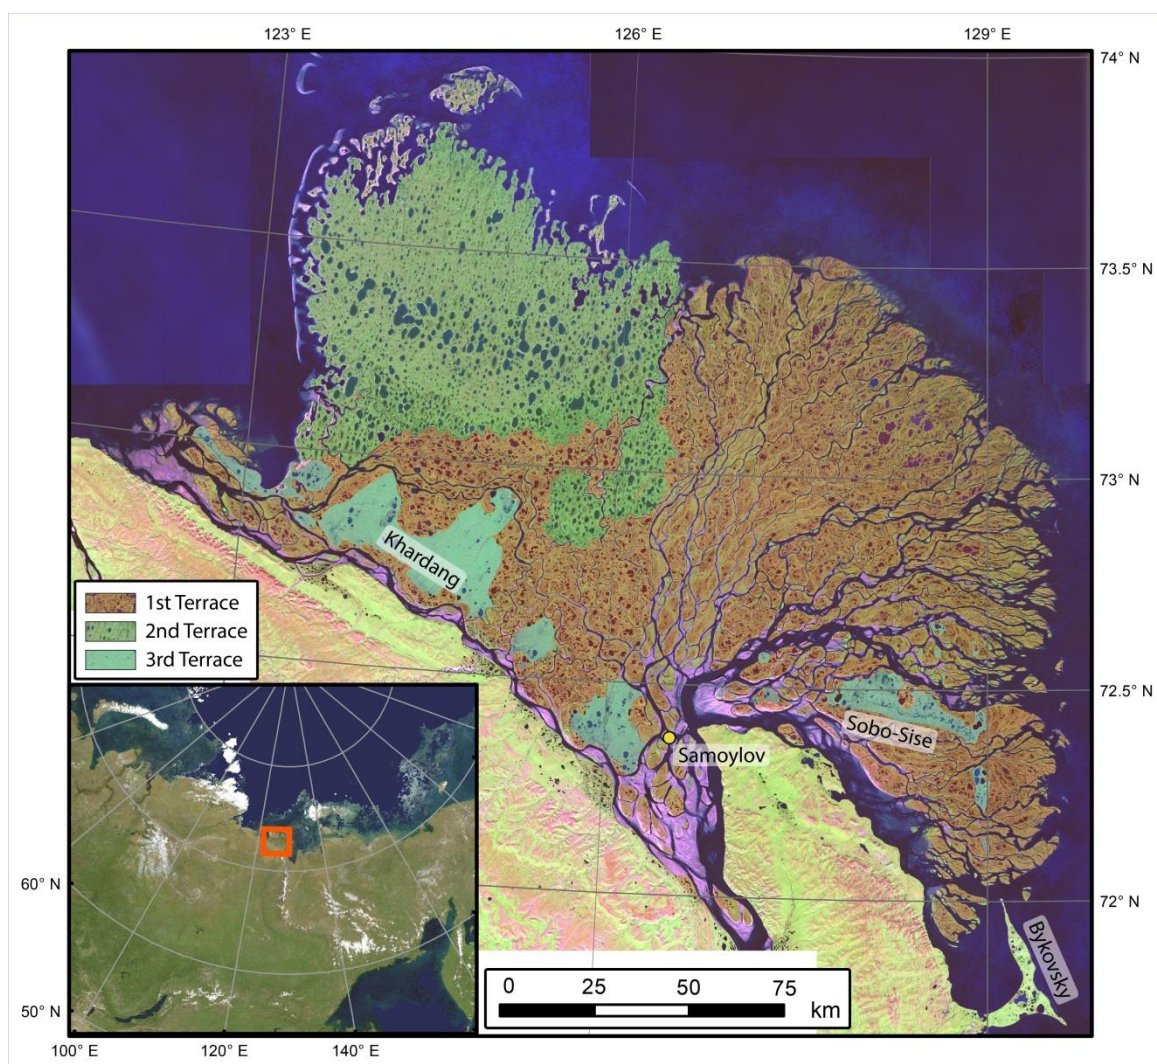 123° E
126° E
129° E
74° N
73.5° N
73° N
Khardang
1st Terrace
2nd Terrace
3rd Terrace
72.5° N
Sobo-Sise
Samoylov
60° N
72° N
Bykovsky
0 25 50 75
km
50° N
100° E
120° E
140° E